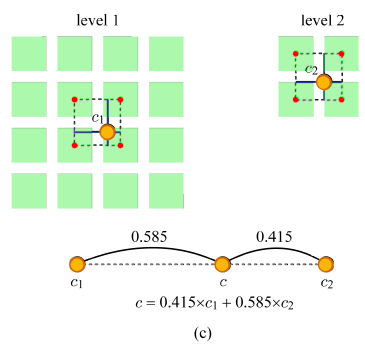 level 1
level 2
c₂
c₁
0.585
0.415
c₁
c
c₂
c = 0.415×c₁ + 0.585×c₂
(c)